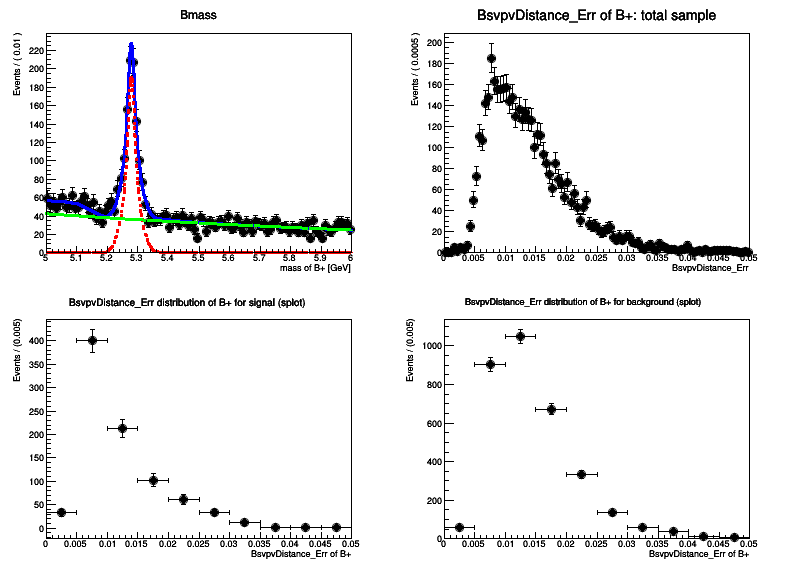 Bmass
Events / ( 0.01 )
220
200
180
160
140
120
100
80
60
40
20
0
5 5.1 5.2 5.3 5.4 5.5 5.6 5.7 5.8 5.9 6
mass of B+ [GeV]
BsvpvDistance_Err of B+: total sample
Events / ( 0.0005 )
200
180
160
140
120
100
80
60
40
20
0
0 0.005 0.01 0.015 0.02 0.025 0.03 0.035 0.04 0.045 0.05
BsvpvDistance_Err
BsvpvDistance_Err distribution of B+ for signal (splot)
Events / (0.005)
400
350
300
250
200
150
100
50
0
0 0.005 0.01 0.015 0.02 0.025 0.03 0.035 0.04 0.045 0.05
BsvpvDistance_Err of B+
BsvpvDistance_Err distribution of B+ for background (splot)
Events / (0.005)
1000
800
600
400
200
0
0 0.005 0.01 0.015 0.02 0.025 0.03 0.035 0.04 0.045 0.05
BsvpvDistance_Err of B+